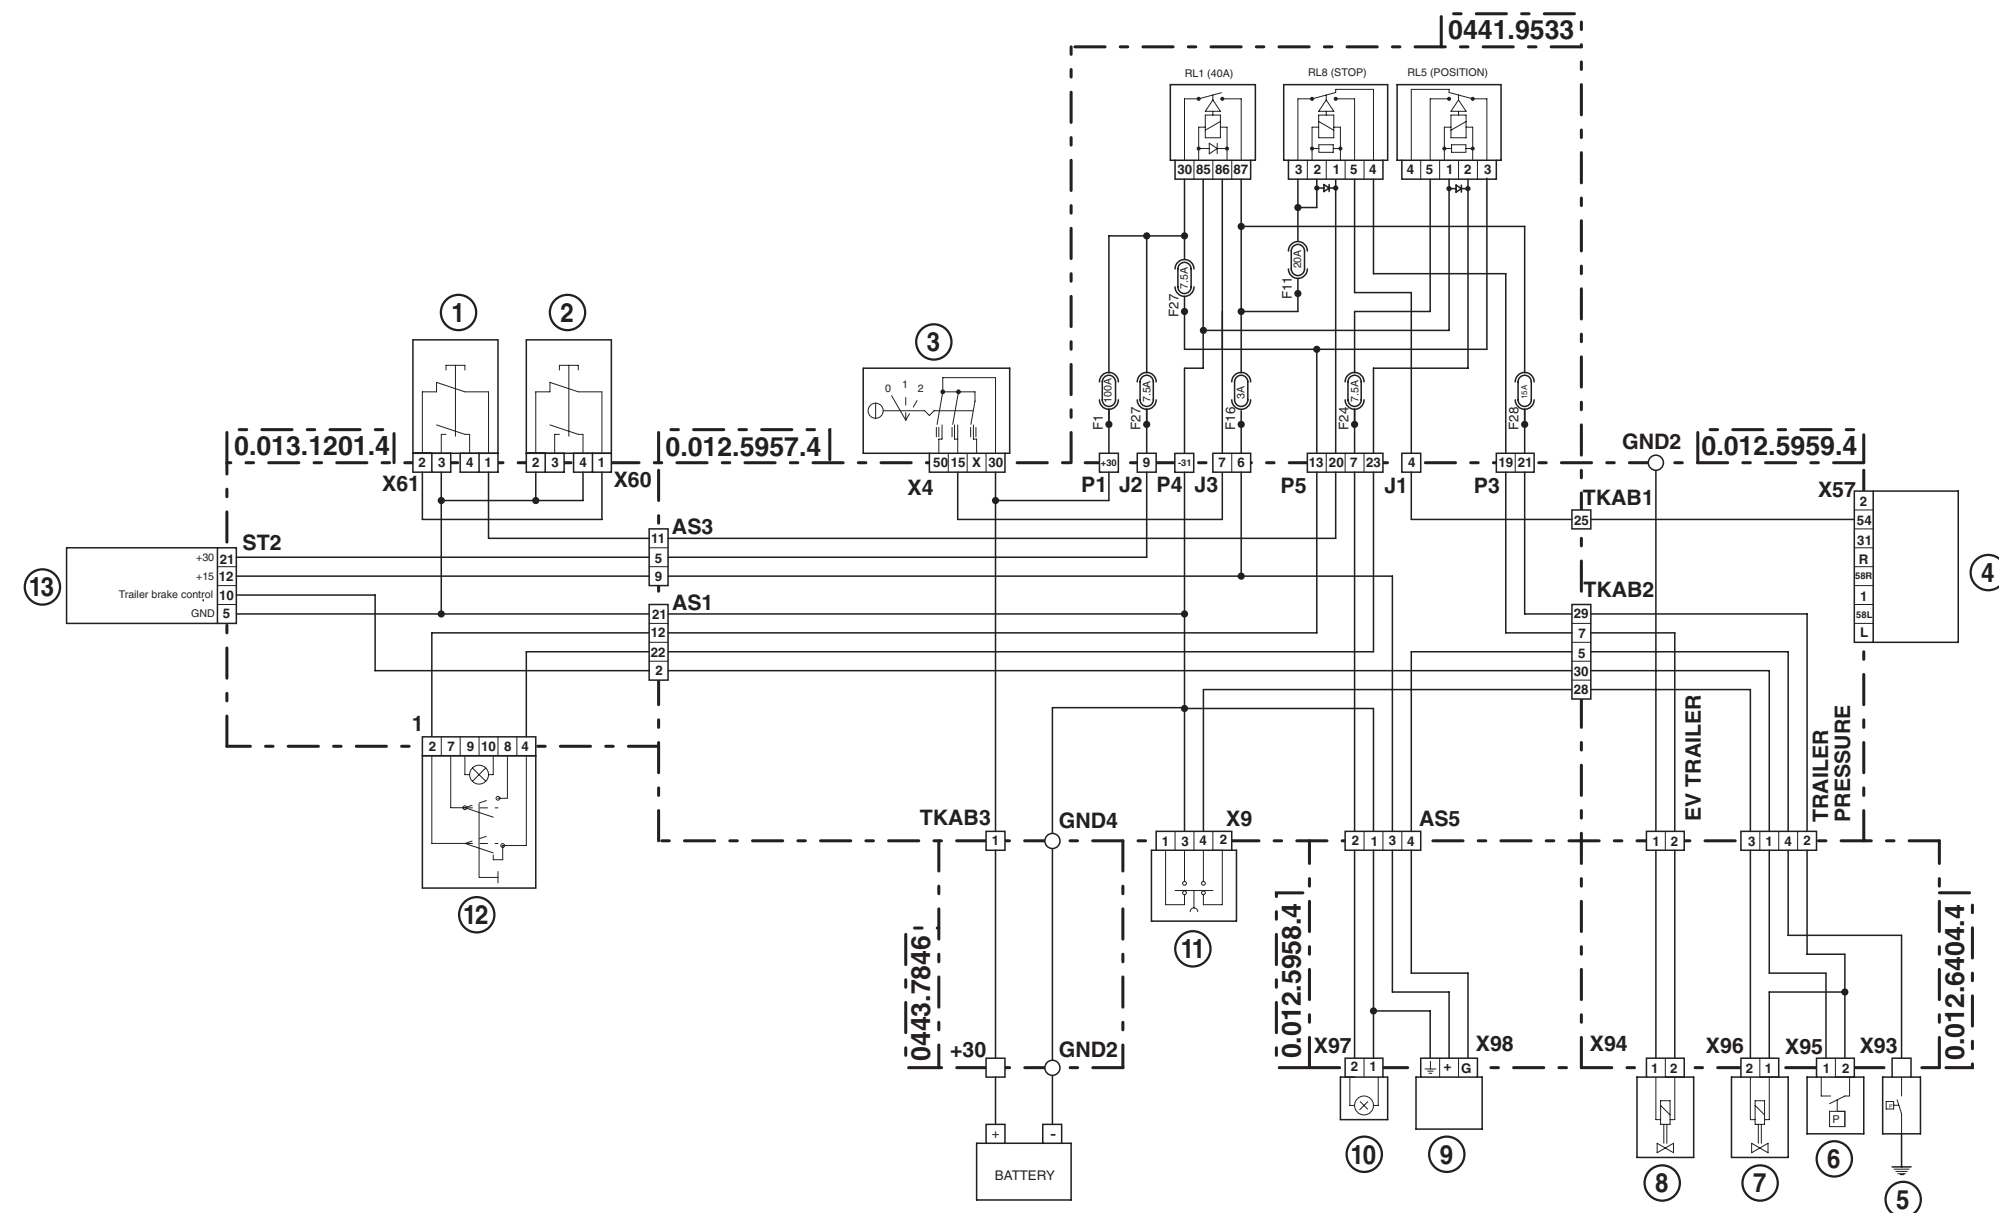 0441.9533
RL1 (40A) RL8 (STOP) RL5 (POSITION)
30 85 86 87 3 2 1 5 4 4 5 1 2 3
7.5A
F27
20A
F11
1 2 3
0 1 2
100A 7.5A 3A 7.5A 15A
F1 F27 F16 F24 F28
0.013.1201.4 0.012.5957.4 GND2 0.012.5959.4
2 3 4 1 2 3 4 1 50 15 X 30 +30 9 -31 7 6 13 20 7 23 4 19 21
X61 X60 X4 P1 J2 P4 J3 P5 J1 P3
TKAB1 X57
25
2
54
31
R
58R
1
58L
L
4
ST2
13
+30 21
+15 12
Trailer brake control 10
GND 5
AS3
11
5
9
AS1
21
12
22
2
TKAB2
29
7
5
30
28
1
2 7 9 10 8 4
12
EV TRAILER
TRAILER
PRESSURE
TKAB3 GND4 X9 AS5
1 1 3 4 2 2 1 3 4 1 2 3 1 4 2
11
0443.7846
0.012.5958.4
0.012.6404.4
+30 GND2 X97 X98 X94 X96 X95 X93
2 1 + G 1 2 2 1 1 2
P P
+ -
BATTERY
10 9 8 7 6 5